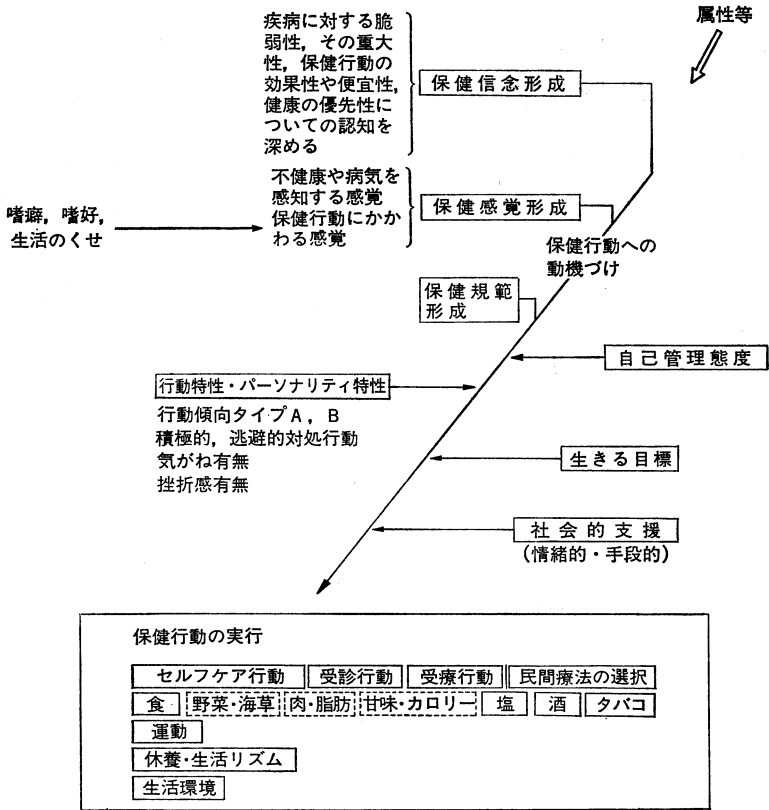 属性等
疾病に対する脆
弱性，その重大
性，保健行動の
効果性や便宜性，
健康の優先性に
ついての認知を
深める
保健信念形成
不健康や病気を
感知する感覚
保健行動にかか
わる感覚
保健感覚形成
嗜癖，嗜好，
生活のくせ
保健行動への
動機づけ
保健規範
形成
自己管理態度
行動特性・パーソナリティ特性
行動傾向タイプA，B
積極的，逃避的対処行動
気がね有無
挫折感有無
生きる目標
社会的支援
(情緒的・手段的)
保健行動の実行
セルフケア行動 受診行動 受療行動 民間療法の選択
食 野菜・海草 肉・脂肪 甘味・カロリー 塩 酒 タバコ
運動
休養・生活リズム
生活環境